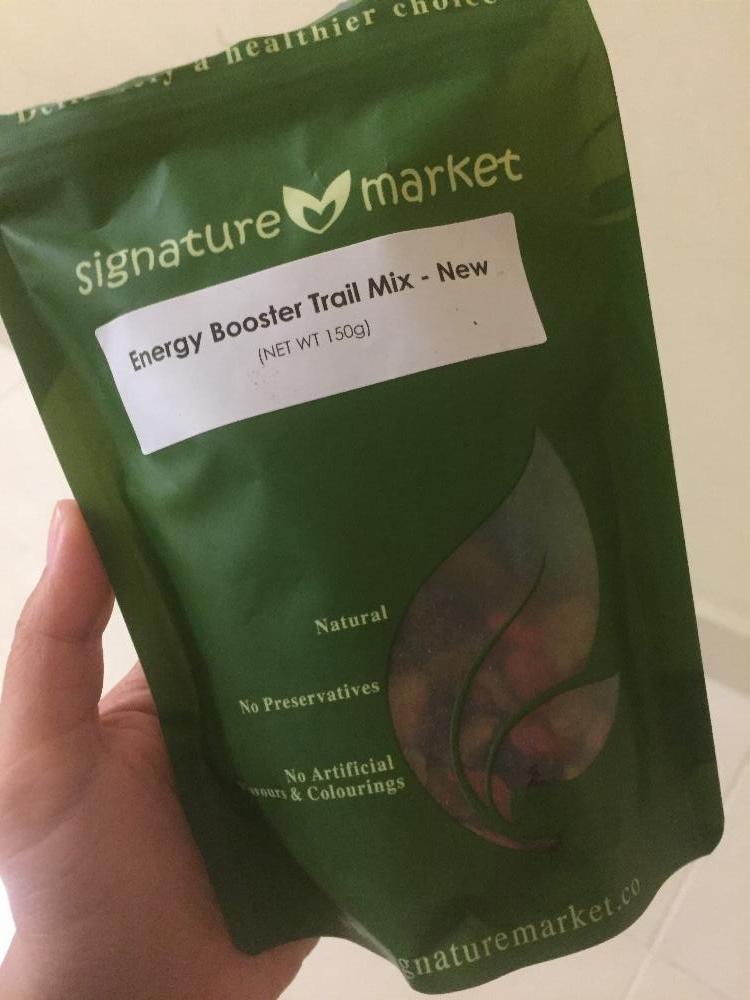 a healthier choice
signature market
Energy Booster Trail Mix - New
(NET WT 150g)
Natural
No Preservatives
No Artificial
& Colourings
gnaturemarket.co